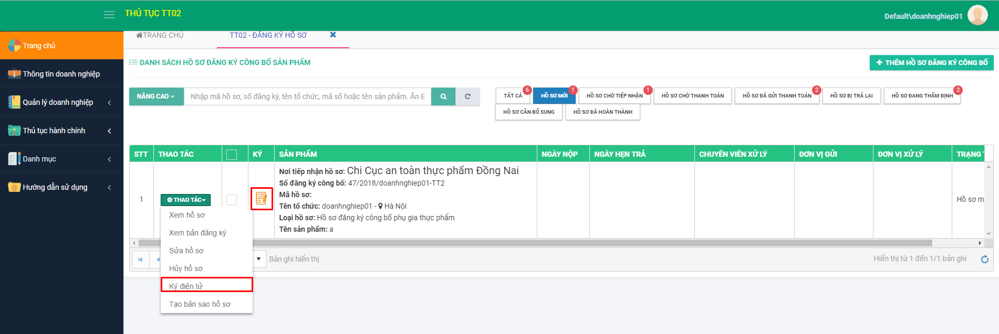 THỦ TỤC TT02
Default\doanhnghiep01
Trang chủ
Thông tin doanh nghiệp
Quản lý doanh nghiệp
Thủ tục hành chính
Danh mục
Hướng dẫn sử dụng
TRANG CHỦ
TT02 - ĐĂNG KÝ HỒ SƠ
DANH SÁCH HỒ SƠ ĐĂNG KÝ CÔNG BỐ SẢN PHẨM
THÊM HỒ SƠ ĐĂNG KÝ CÔNG BỐ
NÂNG CAO
Nhập mã hồ sơ, số đăng ký, tên tổ chức, mã số hoặc tên sản phẩm. Ấn E
TẤT CẢ 6
HỒ SƠ MỚI 1
HỒ SƠ CHỜ TIẾP NHẬN 1
HỒ SƠ CHỜ THANH TOÁN
HỒ SƠ ĐÃ GỬI THANH TOÁN 2
HỒ SƠ BỊ TRẢ LẠI
HỒ SƠ ĐANG THẨM ĐỊNH 2
HỒ SƠ CẦN BỔ SUNG
HỒ SƠ ĐÃ HOÀN THÀNH
STT THAO TÁC KÝ SẢN PHẨM NGÀY NỘP NGÀY HẸN TRẢ CHUYÊN VIÊN XỬ LÝ ĐƠN VỊ GỬI ĐƠN VỊ XỬ LÝ TRẠNG T
1
THAO TÁC
Nơi tiếp nhận hồ sơ: Chi Cục an toàn thực phẩm Đồng Nai
Số đăng ký công bố: 47/2018/doanhnghiep01-TT2
Mã hồ sơ:
Tên tổ chức: doanhnghiep01 - Hà Nội
Loại hồ sơ: Hồ sơ đăng ký công bố phụ gia thực phẩm
Tên sản phẩm: a
Hồ sơ m
Xem hồ sơ
Xem bản đăng ký
Sửa hồ sơ
Hủy hồ sơ
Ký điện tử
Tạo bản sao hồ sơ
Bản ghi hiển thị
Hiển thị từ 1 đến 1/1 bản ghi